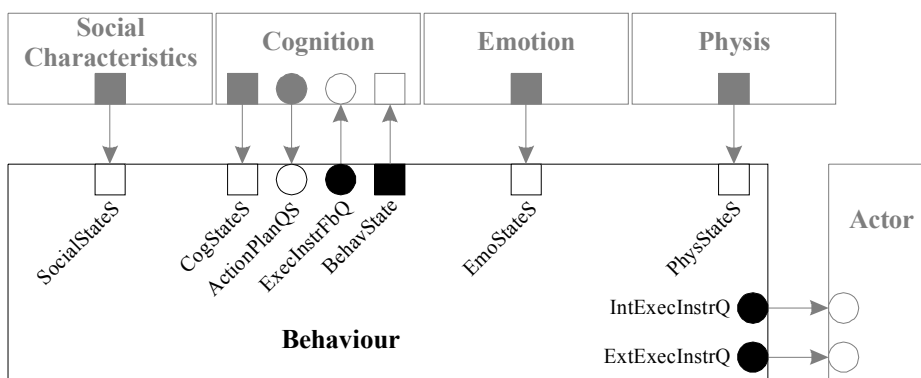 Social
Characteristics
Cognition
Emotion
Physis
SocialStateS
CogStateS
ActionPlanQS
ExecInstrFbQ
BehavState
EmoStateS
PhysStateS
Actor
IntExecInstrQ
Behaviour
ExtExecInstrQ